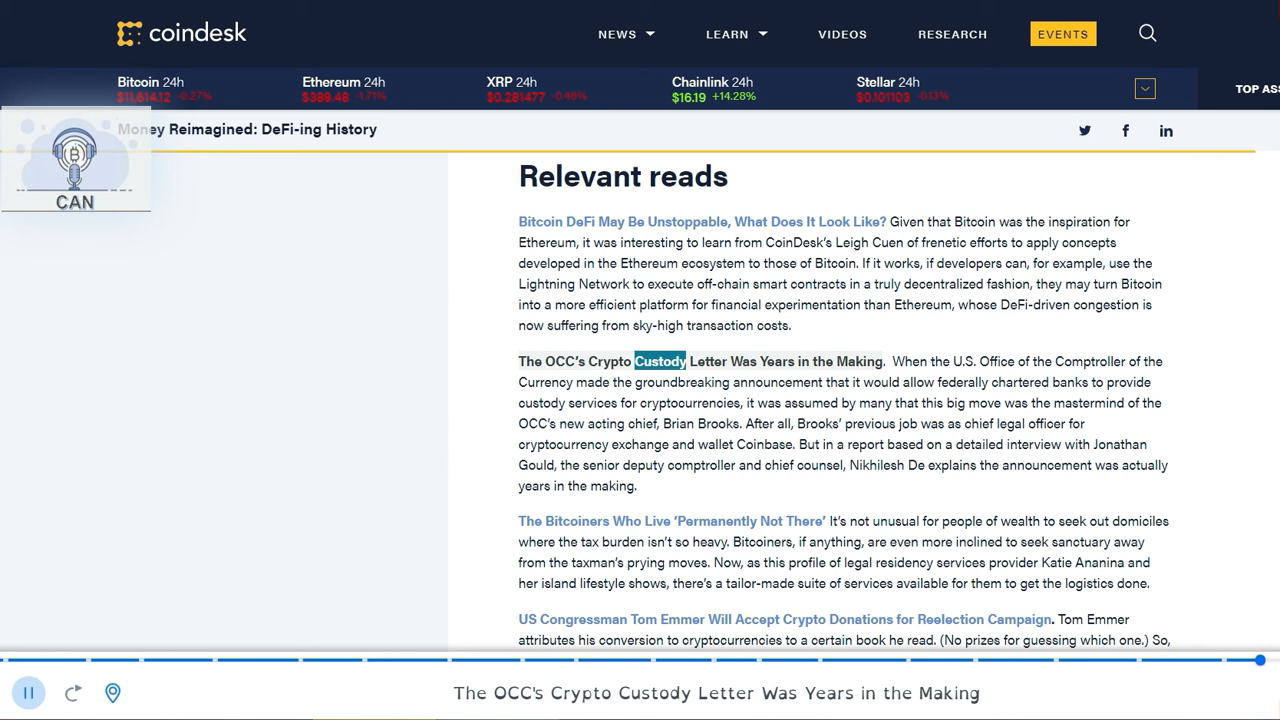 coindesk
NEWS LEARN VIDEOS RESEARCH EVENTS
Bitcoin 24h Ethereum 24h XRP 24h Chainlink 24h Stellar 24h
$11,614.12 -0.27% $389.48 -1.71% $0.281477 -0.46% $16.19 +14.28% $0.101103 -0.13%
TOP ASS
Money Reimagined: DeFi-ing History
CAN
Relevant reads
Bitcoin DeFi May Be Unstoppable, What Does It Look Like? Given that Bitcoin was the inspiration for
Ethereum, it was interesting to learn from CoinDesk's Leigh Cuen of frenetic efforts to apply concepts
developed in the Ethereum ecosystem to those of Bitcoin. If it works, if developers can, for example, use the
Lightning Network to execute off-chain smart contracts in a truly decentralized fashion, they may turn Bitcoin
into a more efficient platform for financial experimentation than Ethereum, whose DeFi-driven congestion is
now suffering from sky-high transaction costs.
The OCC's Crypto Custody Letter Was Years in the Making. When the U.S. Office of the Comptroller of the
Currency made the groundbreaking announcement that it would allow federally chartered banks to provide
custody services for cryptocurrencies, it was assumed by many that this big move was the mastermind of the
OCC's new acting chief, Brian Brooks. After all, Brooks' previous job was as chief legal officer for
cryptocurrency exchange and wallet Coinbase. But in a report based on a detailed interview with Jonathan
Gould, the senior deputy comptroller and chief counsel, Nikhilesh De explains the announcement was actually
years in the making.
The Bitcoiners Who Live 'Permanently Not There' It's not unusual for people of wealth to seek out domiciles
where the tax burden isn't so heavy. Bitcoiners, if anything, are even more inclined to seek sanctuary away
from the taxman's prying moves. Now, as this profile of legal residency services provider Katie Ananina and
her island lifestyle shows, there's a tailor-made suite of services available for them to get the logistics done.
US Congressman Tom Emmer Will Accept Crypto Donations for Reelection Campaign. Tom Emmer
attributes his conversion to cryptocurrencies to a certain book he read. (No prizes for guessing which one.) So,
The OCC's Crypto Custody Letter Was Years in the Making